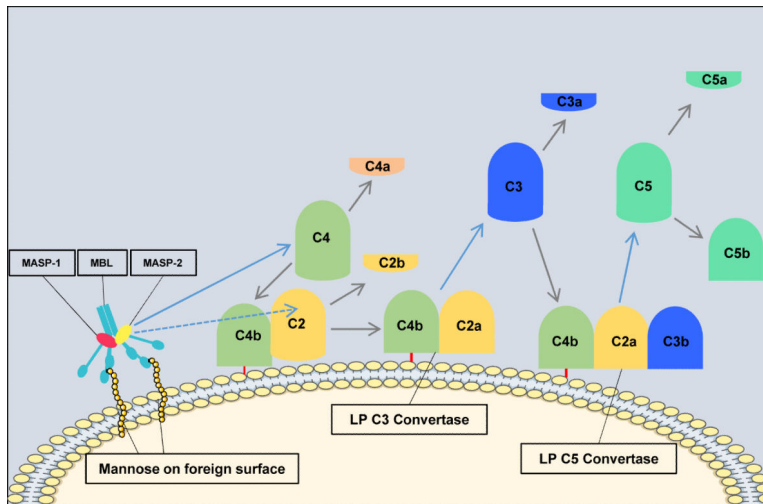 C5a
C3a
C4a
C3
C5
C4
MASP-1
MBL
MASP-2
C2b
C5b
C4b
C2
C4b
C2a
C4b
C2a
C3b
LP C3 Convertase
LP C5 Convertase
Mannose on foreign surface